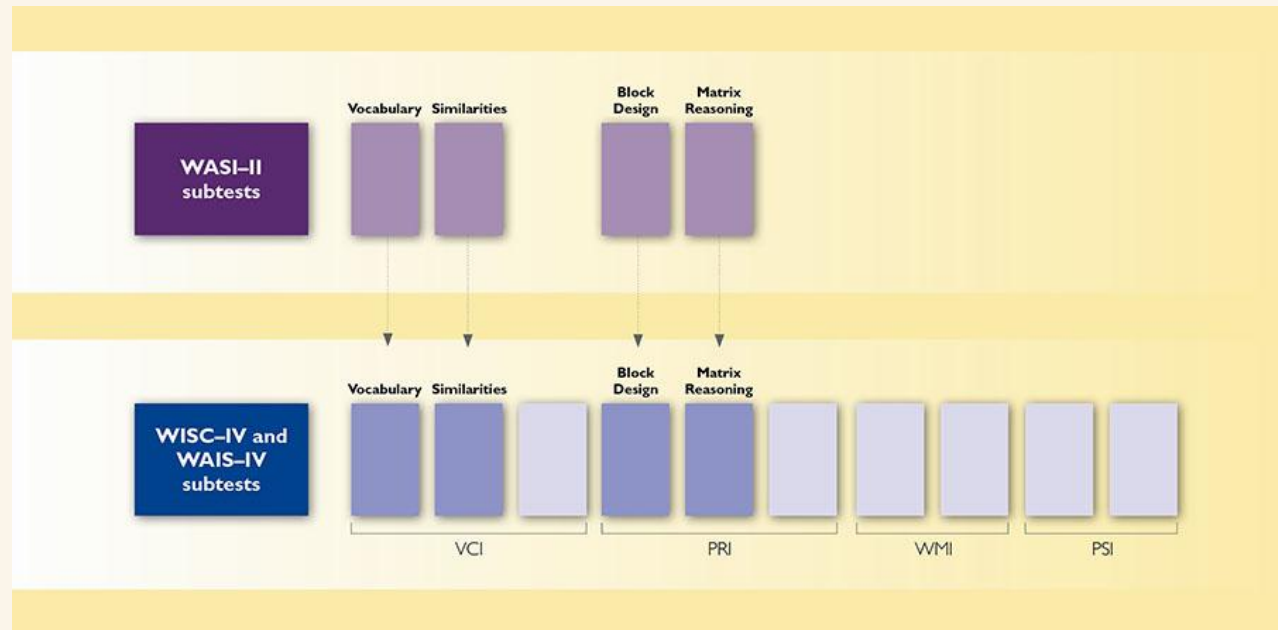 Block Matrix
Vocabulary Similarities Design Reasoning
WASI–II
subtests
Block Matrix
Vocabulary Similarities Design Reasoning
WISC–IV and
WAIS–IV
subtests
VCI PRI WMI PSI